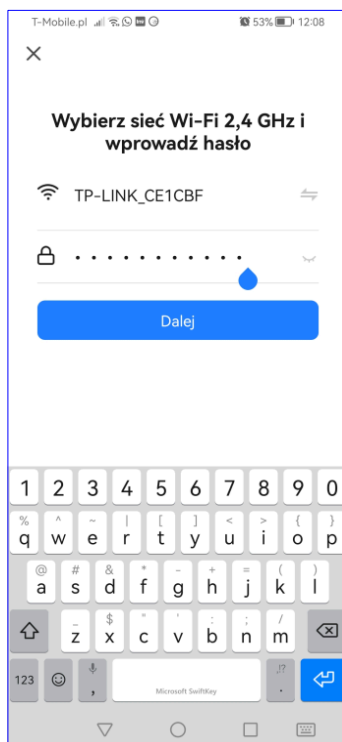 T-Mobile.pl
53% 12:08
Wybierz sieć Wi-Fi 2,4 GHz i
wprowadź hasło
TP-LINK_CE1CBF
Dalej
1 2 3 4 5 6 7 8 9 0
% ^ ~ | [ ] < > { }
q w e r t y u i o p
@ # & * - + = ( )
a s d f g h j k l
_ $ " ' : ; /
z x c v b n m
123 , Microsoft SwiftKey . !?